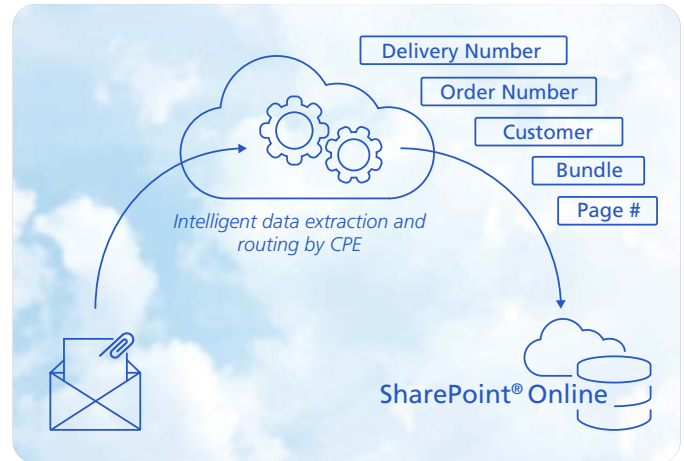 Delivery Number
Order Number
Customer
Bundle
Page #
Intelligent data extraction and
routing by CPE
SharePoint® Online